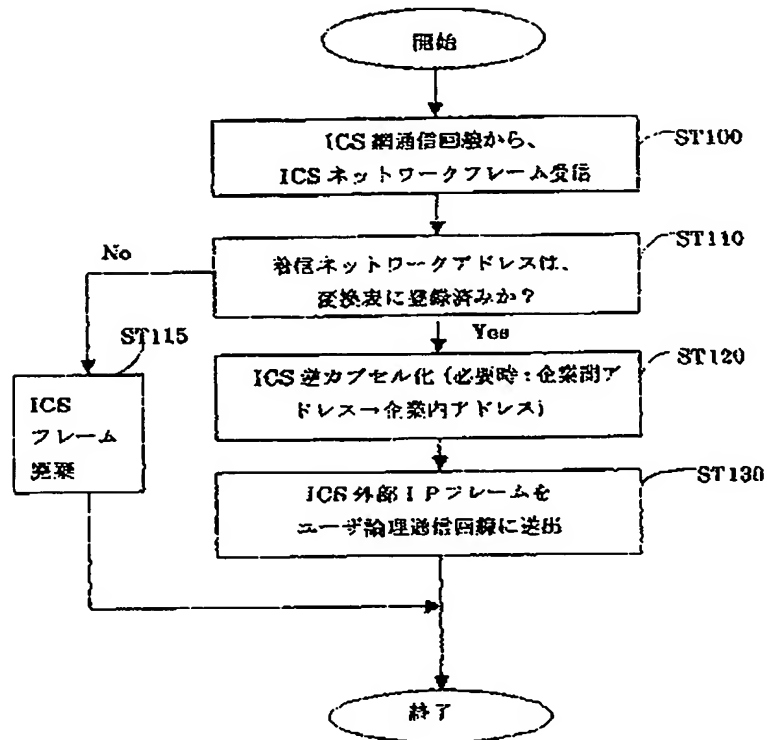 開始
ICS 網通信回線から、
ICS ネットワークフレーム受信
ST100
着信ネットワークアドレスは、
変換表に登録済みか？
ST110
No
Yes
ST115
ICS
フレーム
廃棄
ICS 逆カプセル化 (必要時：企業間ア
ドレス→企業内アドレス)
ST120
ICS 外部 IP フレームを
ユーザ論理通信回線に送出
ST130
終了